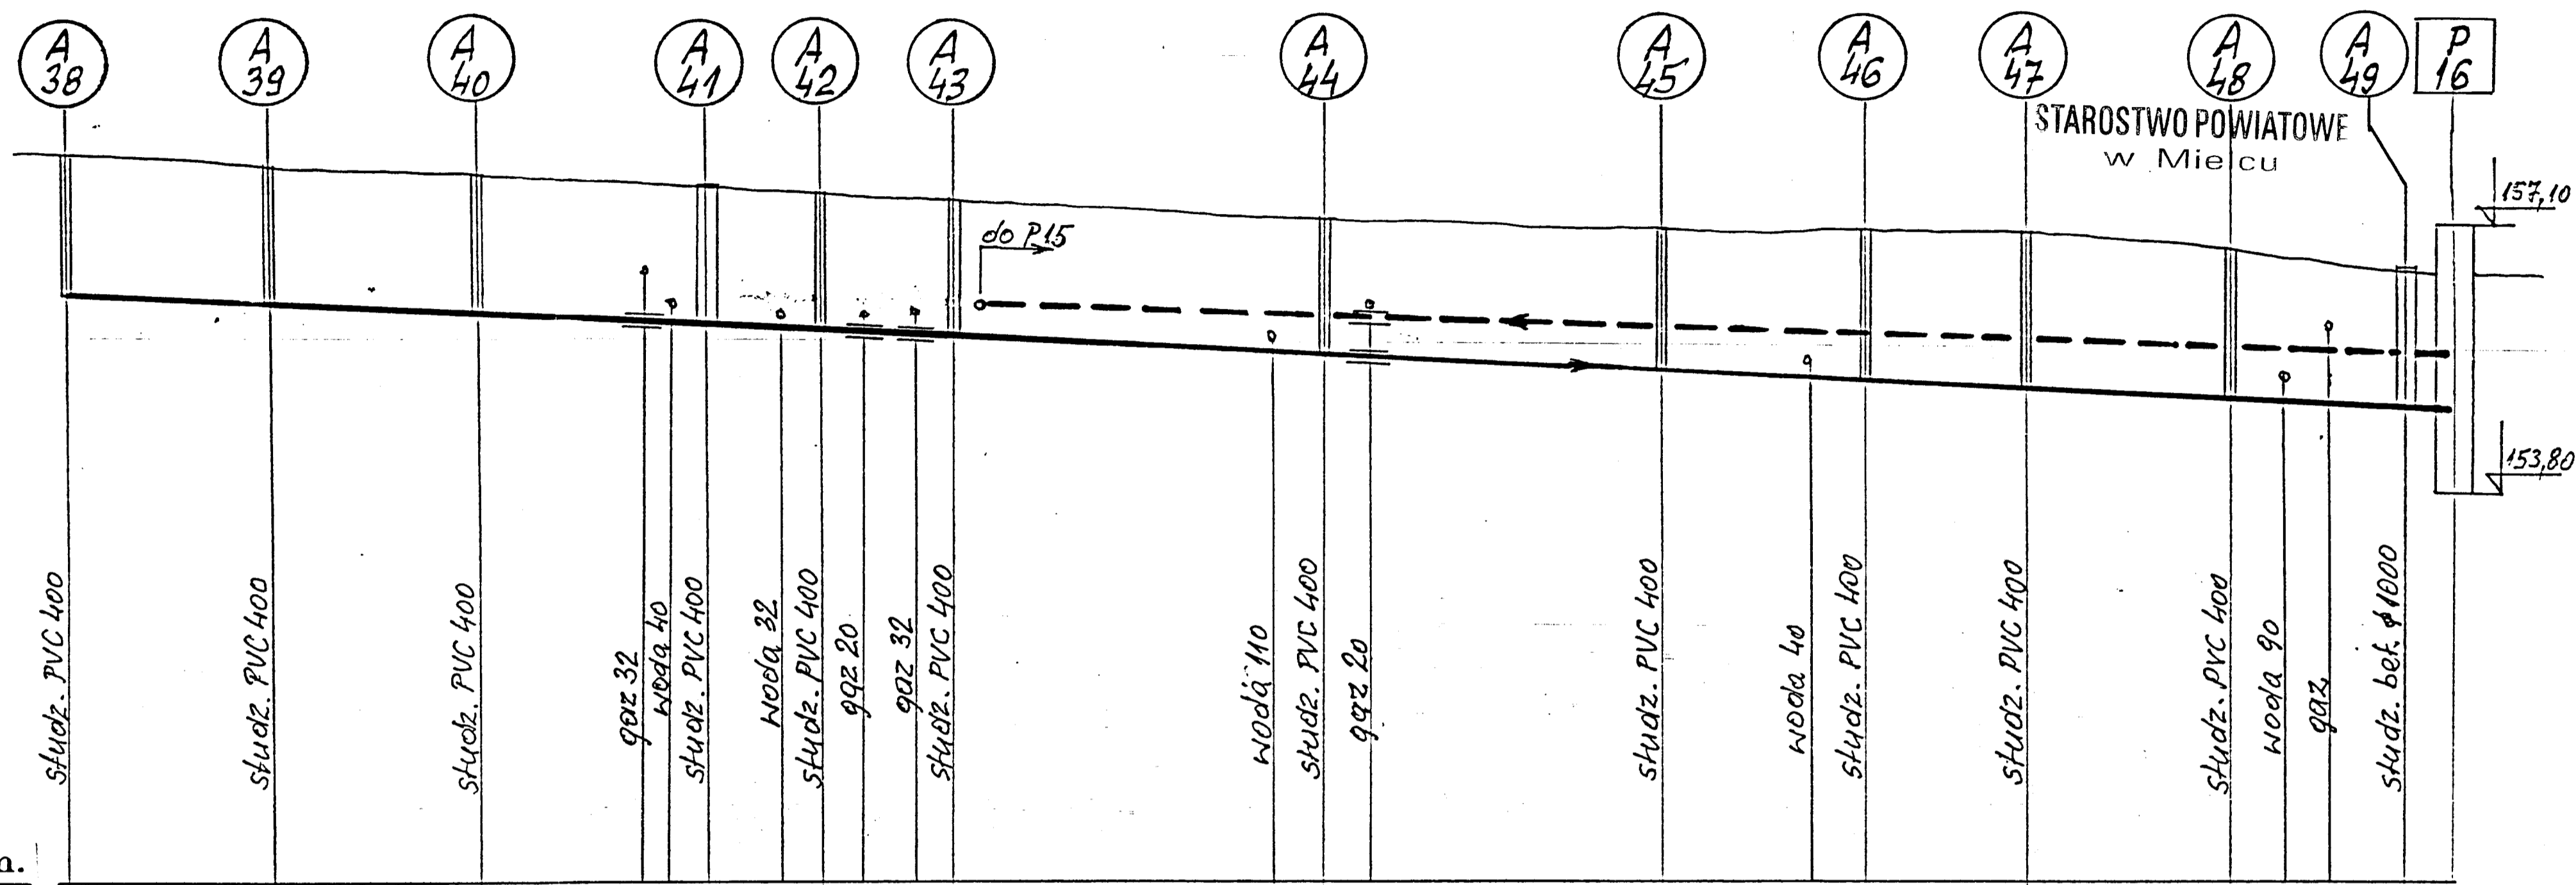 A 38
A 39
A 40
A 41
A 42
A 43
A 44
A 45
A 46
A 47
A 48
A 49
P 16
STAROSTWO POWIATOWE
w Mielcu
157,10
do P15
153,80
studz. PVC 400
studz. PVC 400
studz. PVC 400
gaz 32
woda 40
studz. PVC 400
woda 32
studz. PVC 400
gaz 20
gaz 32
studz. PVC 400
woda 110
studz. PVC 400
gaz 20
studz. PVC 400
woda 40
studz. PVC 400
studz. PVC 400
studz. PVC 400
woda 90
gaz
studz. bet. ϕ1000